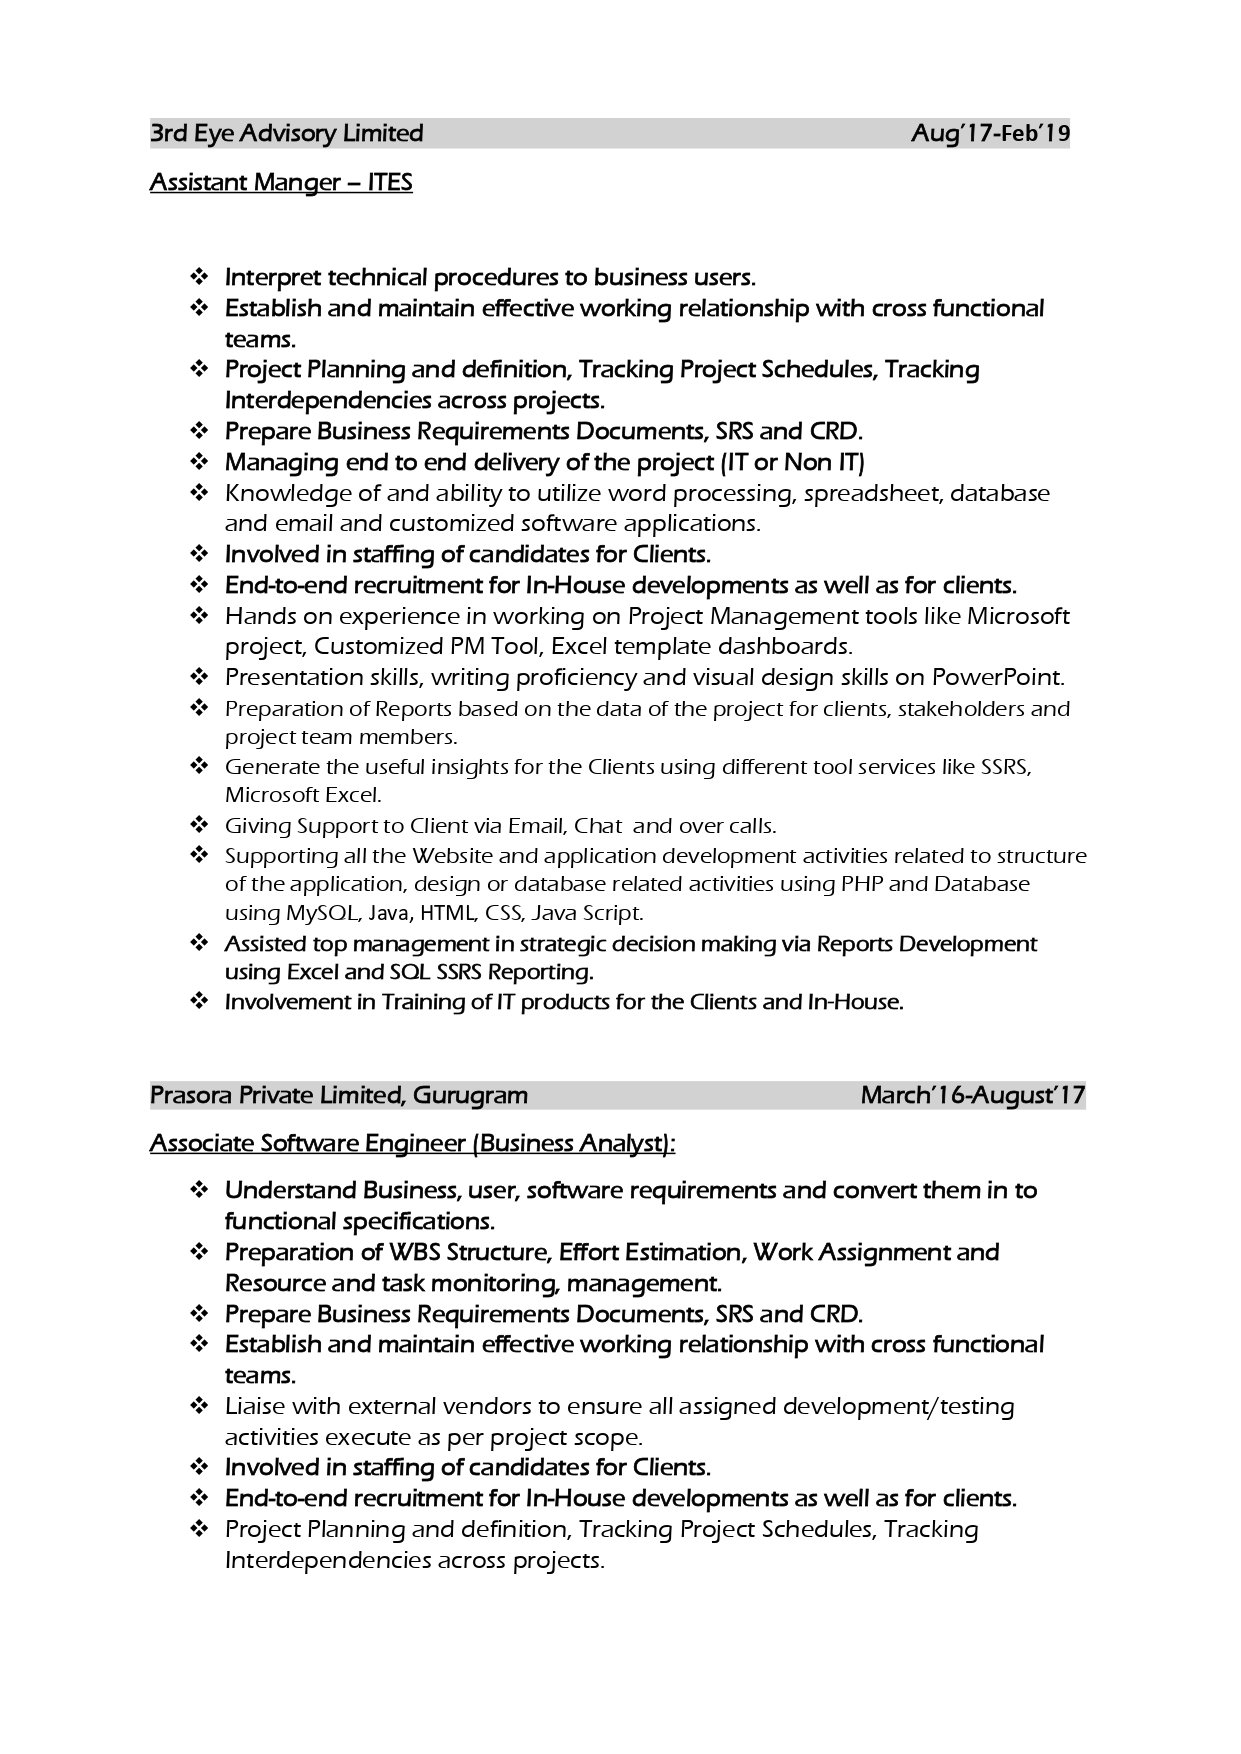 3rd Eye Advisory Limited Aug’17-Feb’19
Assistant Manger – ITES
❖ Interpret technical procedures to business users.
❖ Establish and maintain effective working relationship with cross functional
teams.
❖ Project Planning and definition, Tracking Project Schedules, Tracking
Interdependencies across projects.
❖ Prepare Business Requirements Documents, SRS and CRD.
❖ Managing end to end delivery of the project (IT or Non IT)
❖ Knowledge of and ability to utilize word processing, spreadsheet, database
and email and customized software applications.
❖ Involved in staffing of candidates for Clients.
❖ End-to-end recruitment for In-House developments as well as for clients.
❖ Hands on experience in working on Project Management tools like Microsoft
project, Customized PM Tool, Excel template dashboards.
❖ Presentation skills, writing proficiency and visual design skills on PowerPoint.
❖ Preparation of Reports based on the data of the project for clients, stakeholders and
project team members.
❖ Generate the useful insights for the Clients using different tool services like SSRS,
Microsoft Excel.
❖ Giving Support to Client via Email, Chat and over calls.
❖ Supporting all the Website and application development activities related to structure
of the application, design or database related activities using PHP and Database
using MySQL, Java, HTML, CSS, Java Script.
❖ Assisted top management in strategic decision making via Reports Development
using Excel and SQL SSRS Reporting.
❖ Involvement in Training of IT products for the Clients and In-House.
Prasora Private Limited, Gurugram March’16-August’17
Associate Software Engineer (Business Analyst):
❖ Understand Business, user, software requirements and convert them in to
functional specifications.
❖ Preparation of WBS Structure, Effort Estimation, Work Assignment and
Resource and task monitoring, management.
❖ Prepare Business Requirements Documents, SRS and CRD.
❖ Establish and maintain effective working relationship with cross functional
teams.
❖ Liaise with external vendors to ensure all assigned development/testing
activities execute as per project scope.
❖ Involved in staffing of candidates for Clients.
❖ End-to-end recruitment for In-House developments as well as for clients.
❖ Project Planning and definition, Tracking Project Schedules, Tracking
Interdependencies across projects.